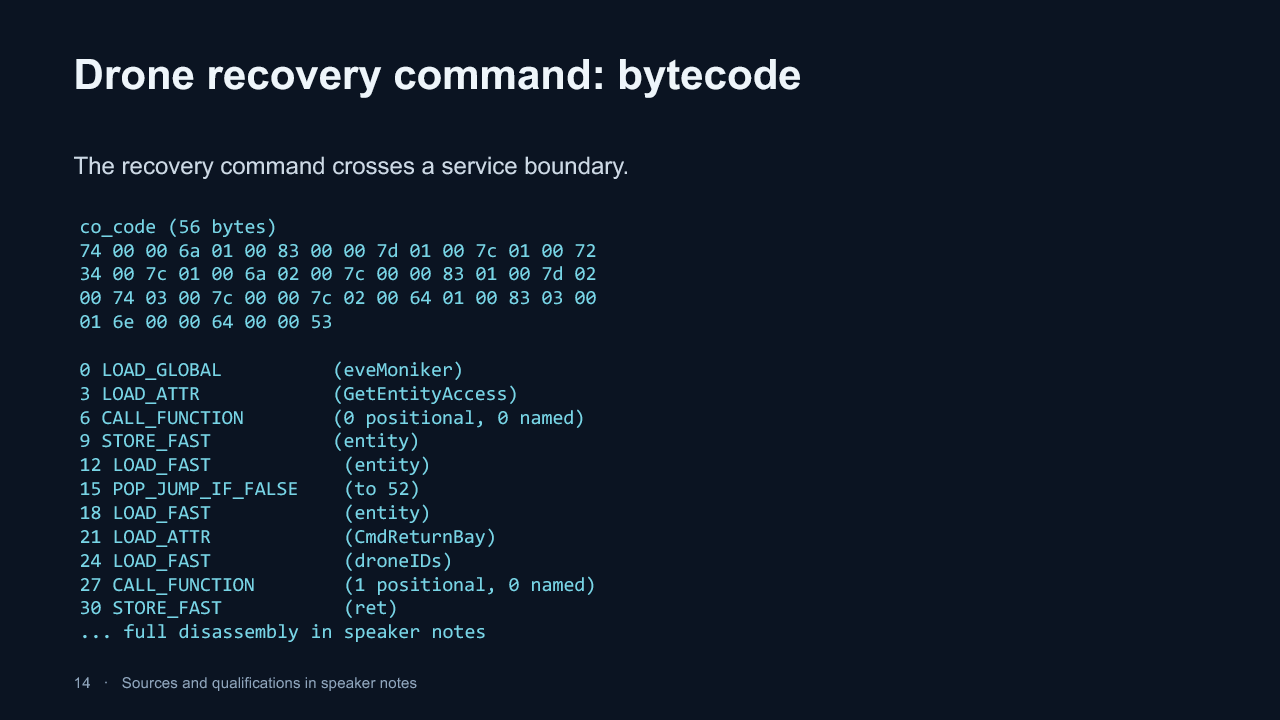 Drone recovery command: bytecode
The recovery command crosses a service boundary.
co_code (56 bytes)
74 00 00 6a 01 00 83 00 00 7d 01 00 7c 01 00 72
34 00 7c 01 00 6a 02 00 7c 00 00 83 01 00 7d 02
00 74 03 00 7c 00 00 7c 02 00 64 01 00 83 03 00
01 6e 00 00 64 00 00 53
0 LOAD_GLOBAL (eveMoniker)
3 LOAD_ATTR (GetEntityAccess)
6 CALL_FUNCTION (0 positional, 0 named)
9 STORE_FAST (entity)
12 LOAD_FAST (entity)
15 POP_JUMP_IF_FALSE (to 52)
18 LOAD_FAST (entity)
21 LOAD_ATTR (CmdReturnBay)
24 LOAD_FAST (droneIDs)
27 CALL_FUNCTION (1 positional, 0 named)
30 STORE_FAST (ret)
... full disassembly in speaker notes
14 · Sources and qualifications in speaker notes